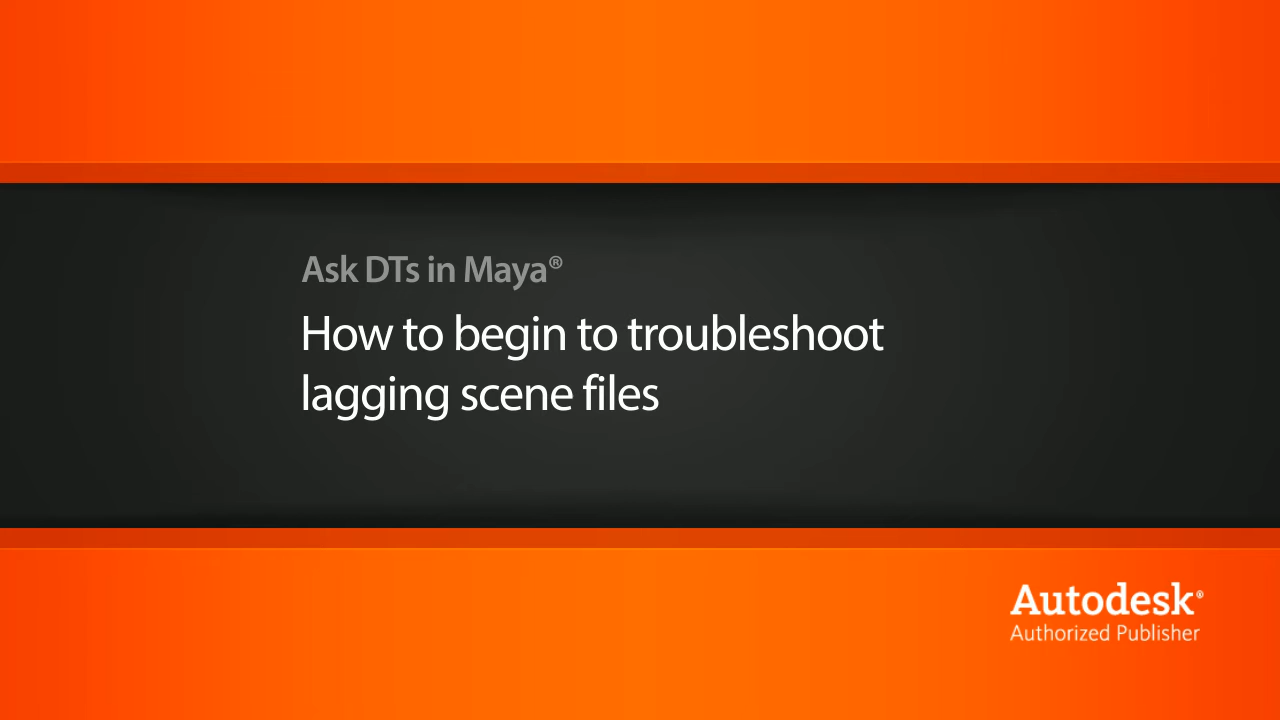 Ask DTs in Maya®
How to begin to troubleshoot
lagging scene files
Autodesk®
Authorized Publisher